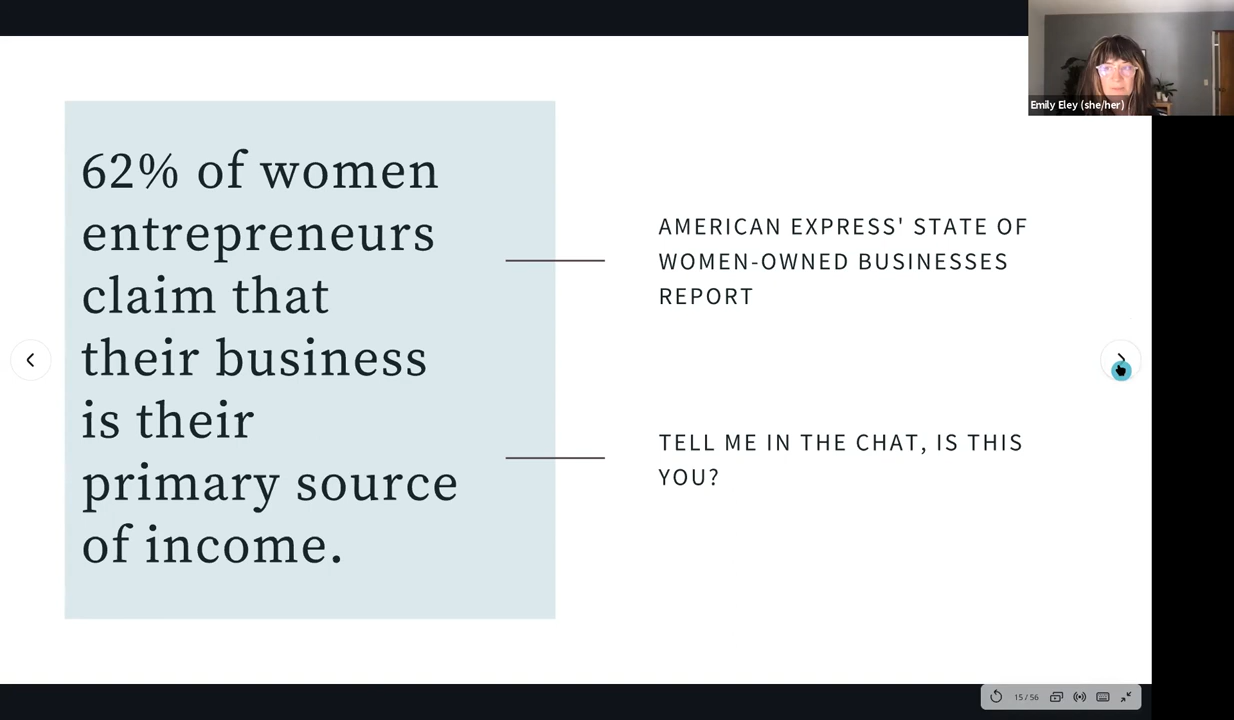 Emily Eley (she/her)
62% of women
entrepreneurs
claim that
their business
is their
primary source
of income.
AMERICAN EXPRESS' STATE OF
WOMEN-OWNED BUSINESSES
REPORT
TELL ME IN THE CHAT, IS THIS
YOU?
15 / 56